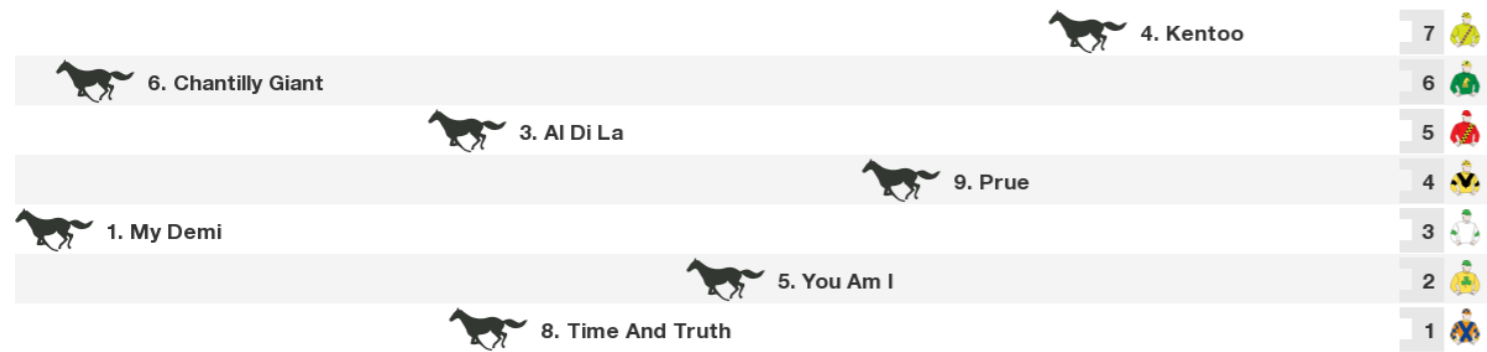 4. Kentoo 7
6. Chantilly Giant 6
3. Al Di La 5
9. Prue 4
1. My Demi 3
5. You Am I 2
8. Time And Truth 1